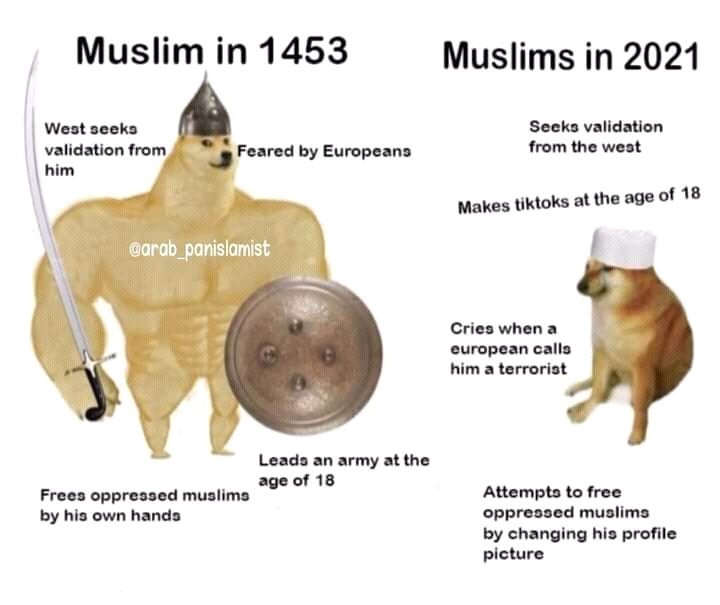 Muslim in 1453
Muslims in 2021
West seeks
validation from
him
Feared by Europeans
@arab_panislamist
Leads an army at the
age of 18
Frees oppressed muslims
by his own hands
Seeks validation
from the west
Makes tiktoks at the age of 18
Cries when a
european calls
him a terrorist
Attempts to free
oppressed muslims
by changing his profile
picture